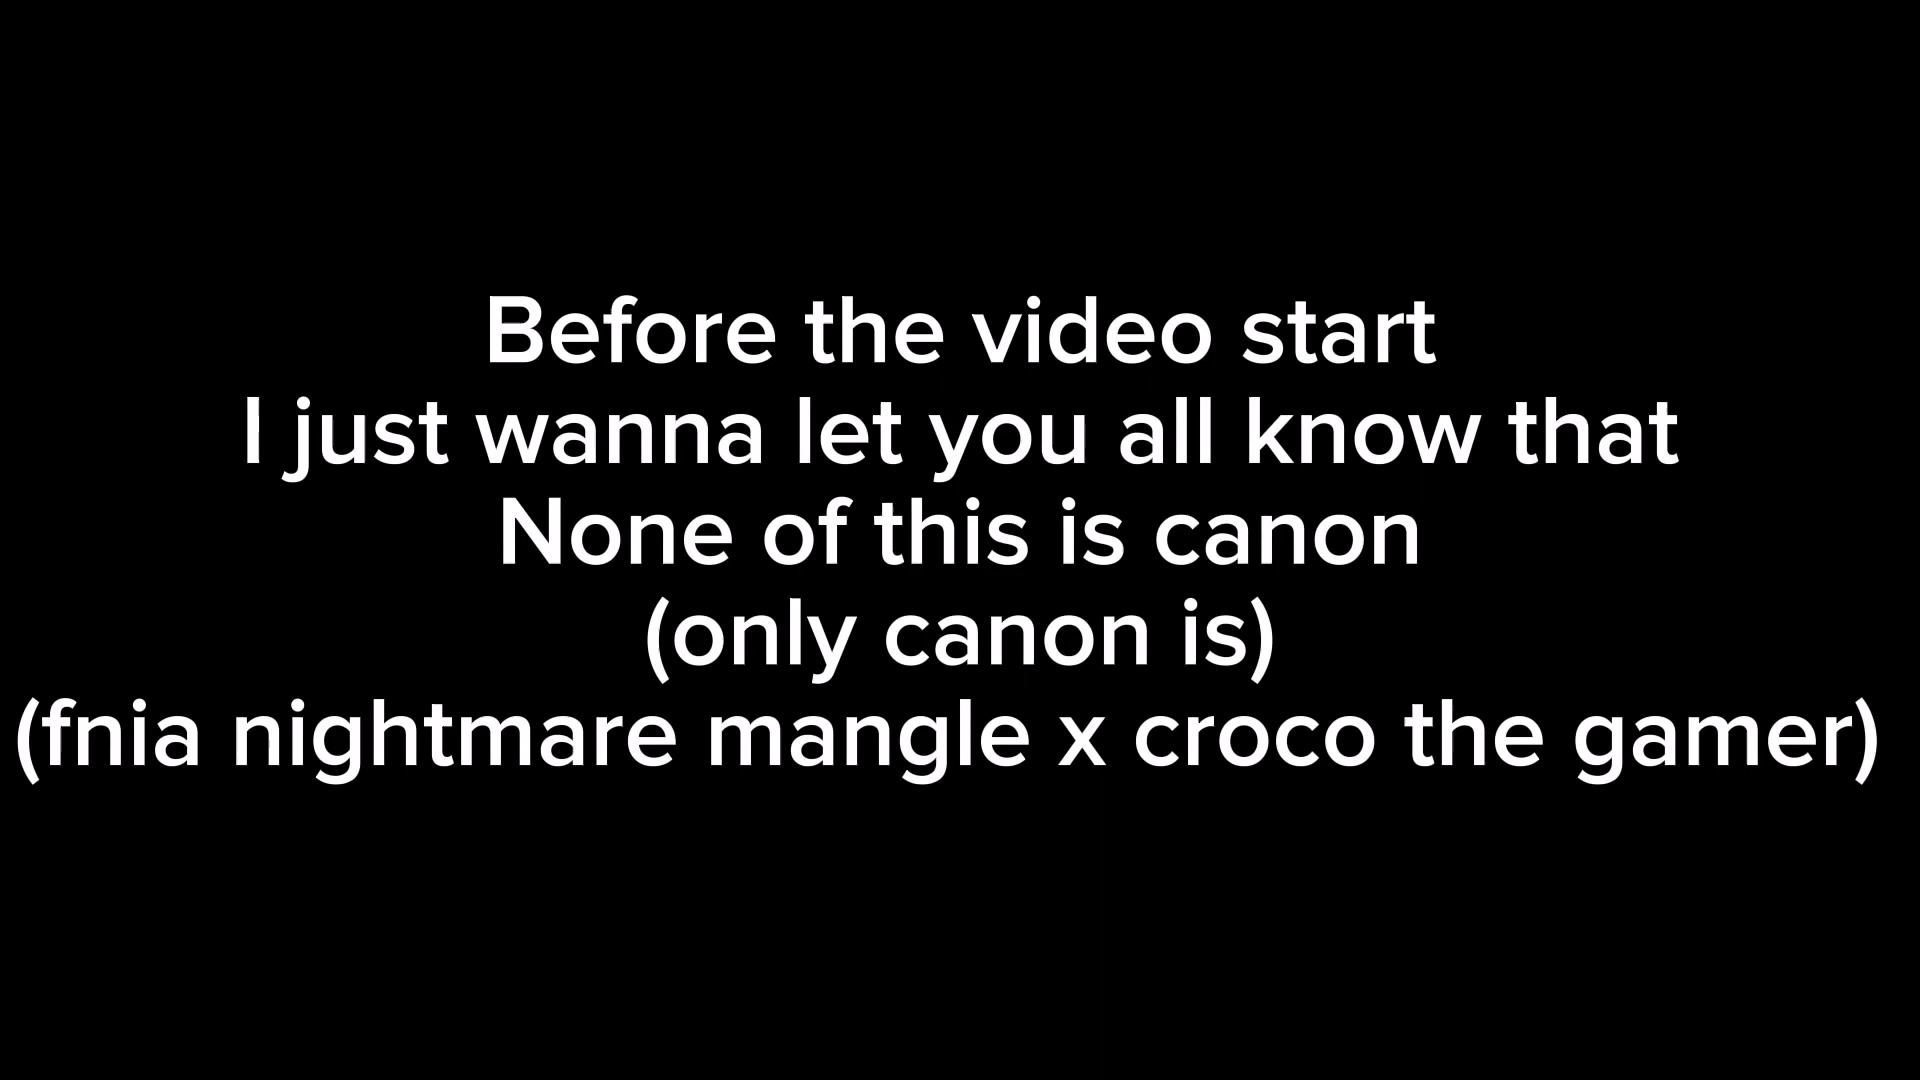 Before the video start
I just wanna let you all know that
None of this is canon
(only canon is)
(fnia nightmare mangle x croco the gamer)